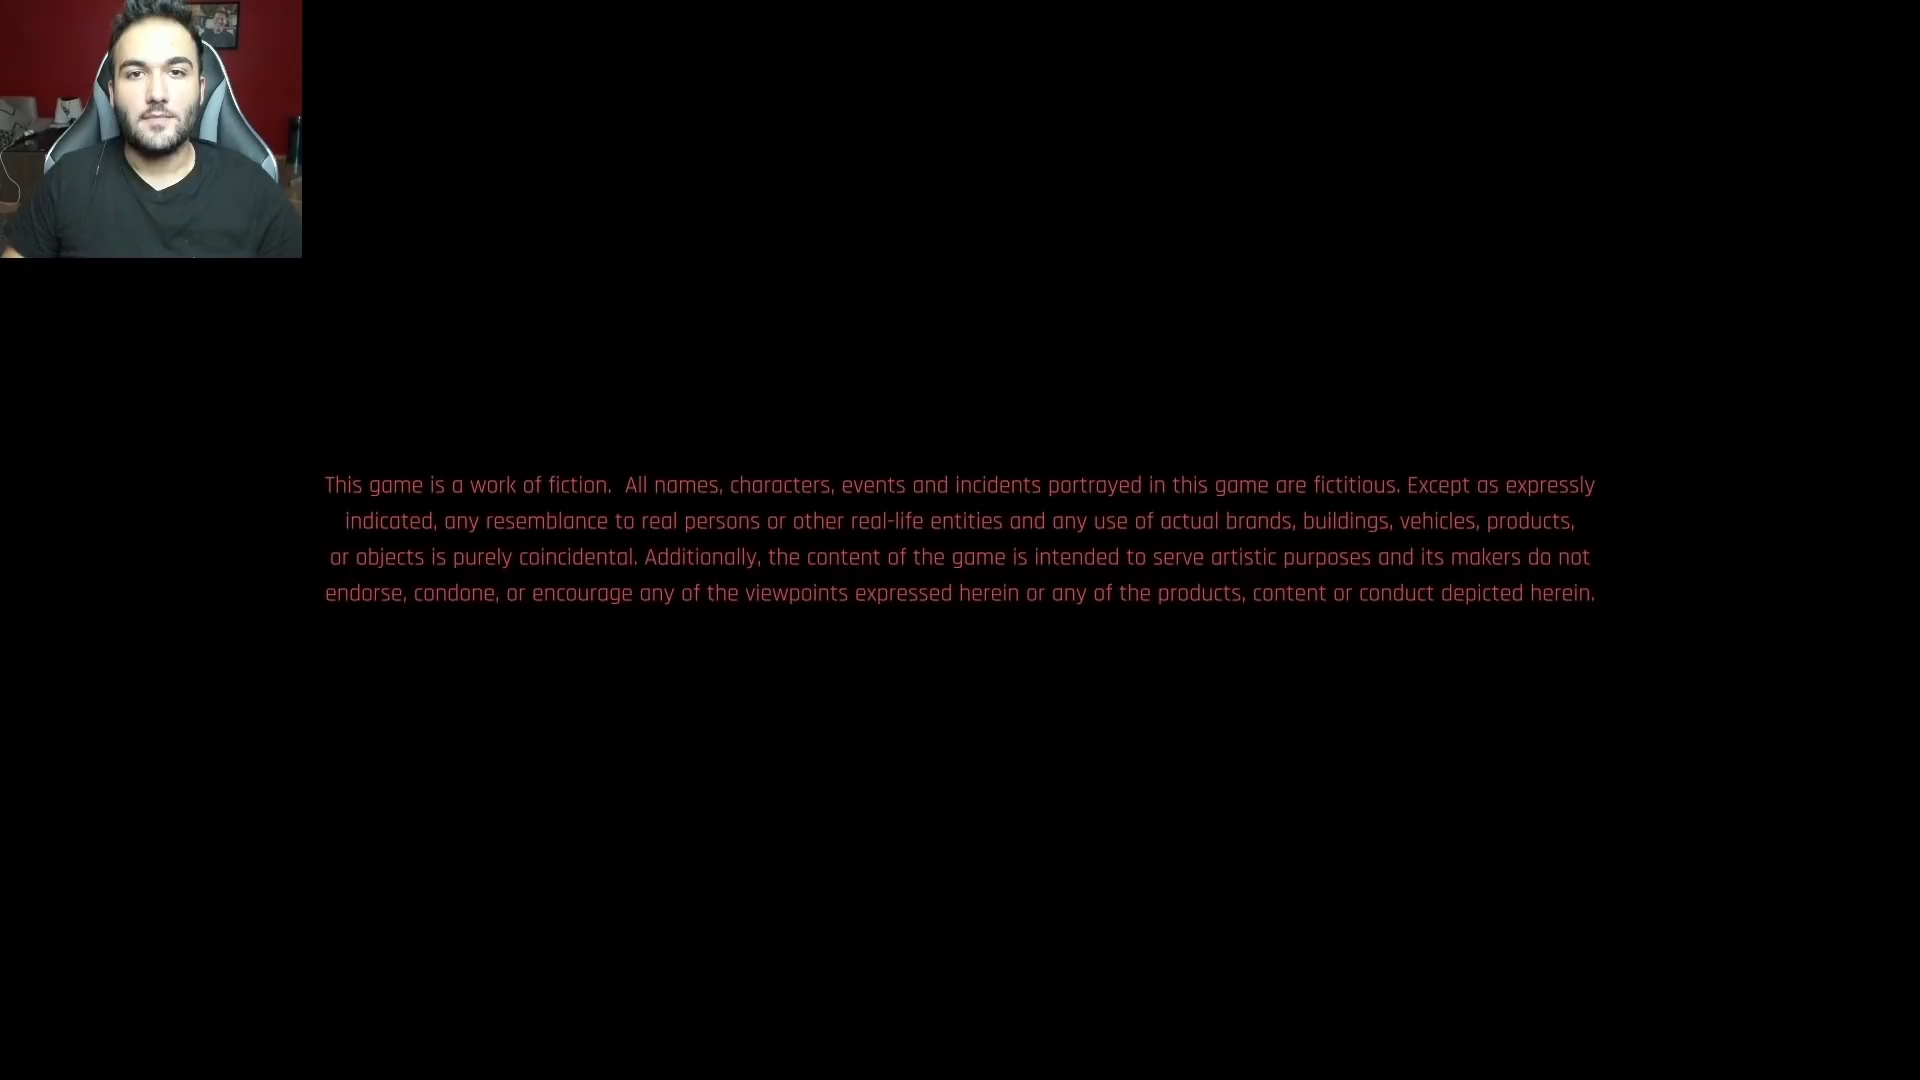 This game is a work of fiction.  All names, characters, events and incidents portrayed in this game are fictitious. Except as expressly
indicated, any resemblance to real persons or other real-life entities and any use of actual brands, buildings, vehicles, products,
or objects is purely coincidental. Additionally, the content of the game is intended to serve artistic purposes and its makers do not
endorse, condone, or encourage any of the viewpoints expressed herein or any of the products, content or conduct depicted herein.